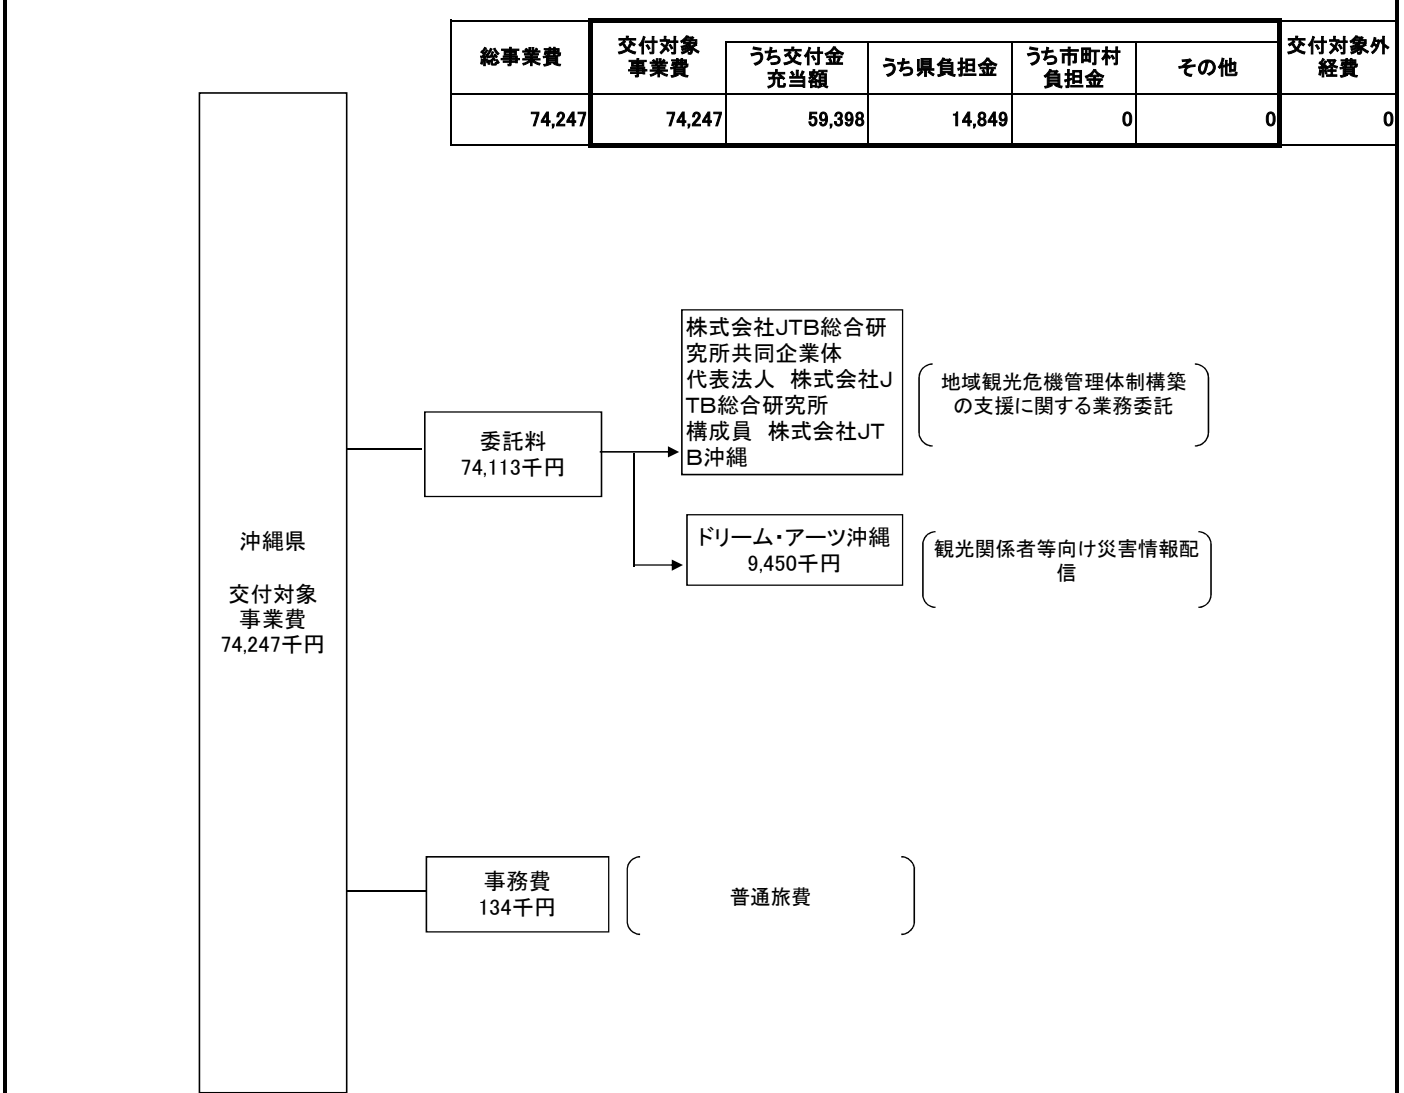 総事業費
交付対象
事業費
うち交付金
充当額
うち県負担金
うち市町村
負担金
その他
交付対象外
経費
74,247
74,247
59,398
14,849
0
0
0
株式会社JTB総合研
究所共同企業体
代表法人　株式会社J
TB総合研究所
構成員　株式会社JT
B沖縄
地域観光危機管理体制構築
の支援に関する業務委託
委託料
74,113千円
ドリーム・アーツ沖縄
9,450千円
観光関係者等向け災害情報配
信
沖縄県
交付対象
事業費
74,247千円
事務費
134千円
普通旅費